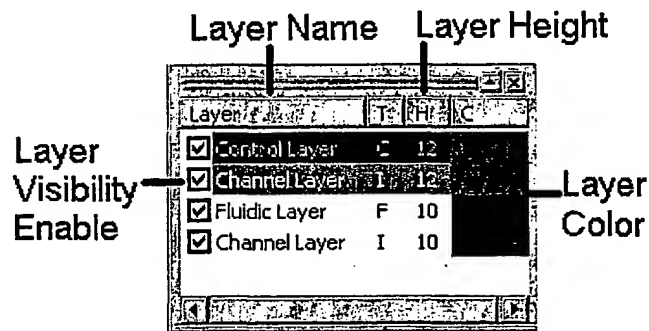 Layer Name Layer Height
Layer T H C
Control Layer C 12
Channel Layer I 12
Fluidic Layer F 10
Channel Layer I 10
Layer
Visibility
Enable
Layer
Color